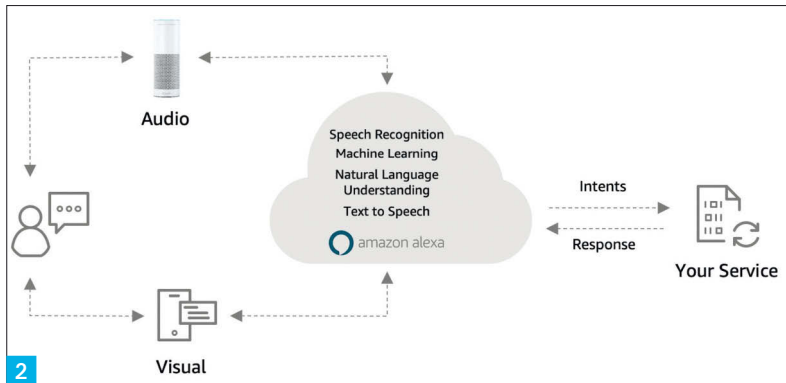 Audio
Speech Recognition
Machine Learning
Natural Language
Understanding
Text to Speech
amazon alexa
Intents
Response
Your Service
Visual
2